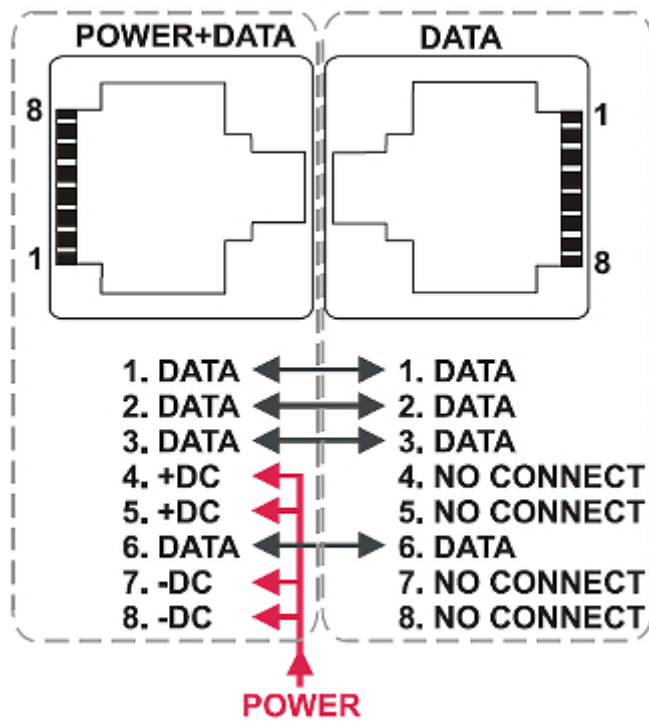 POWER+DATA DATA
8 1
1 8
1. DATA 1. DATA
2. DATA 2. DATA
3. DATA 3. DATA
4. +DC 4. NO CONNECT
5. +DC 5. NO CONNECT
6. DATA 6. DATA
7. -DC 7. NO CONNECT
8. -DC 8. NO CONNECT
POWER